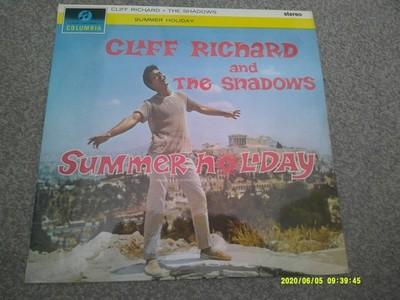 CLIFF RICHARD • THE SHADOWS
SUMMER HOLIDAY
stereo
COLUMBIA
CLIFF RICHARD
and
THE SHADOWS
SUMMER HOLIDAY
2020/06/05 09:39:45